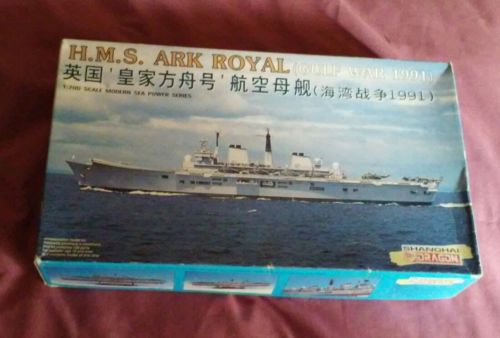 H.M.S. ARK ROYAL (GULF WAR 1991)
英国‘皇家方舟号’航空母舰(海湾战争1991)
1:700 SCALE MODERN SEA POWER SERIES
SHANGHAI
DRAGON